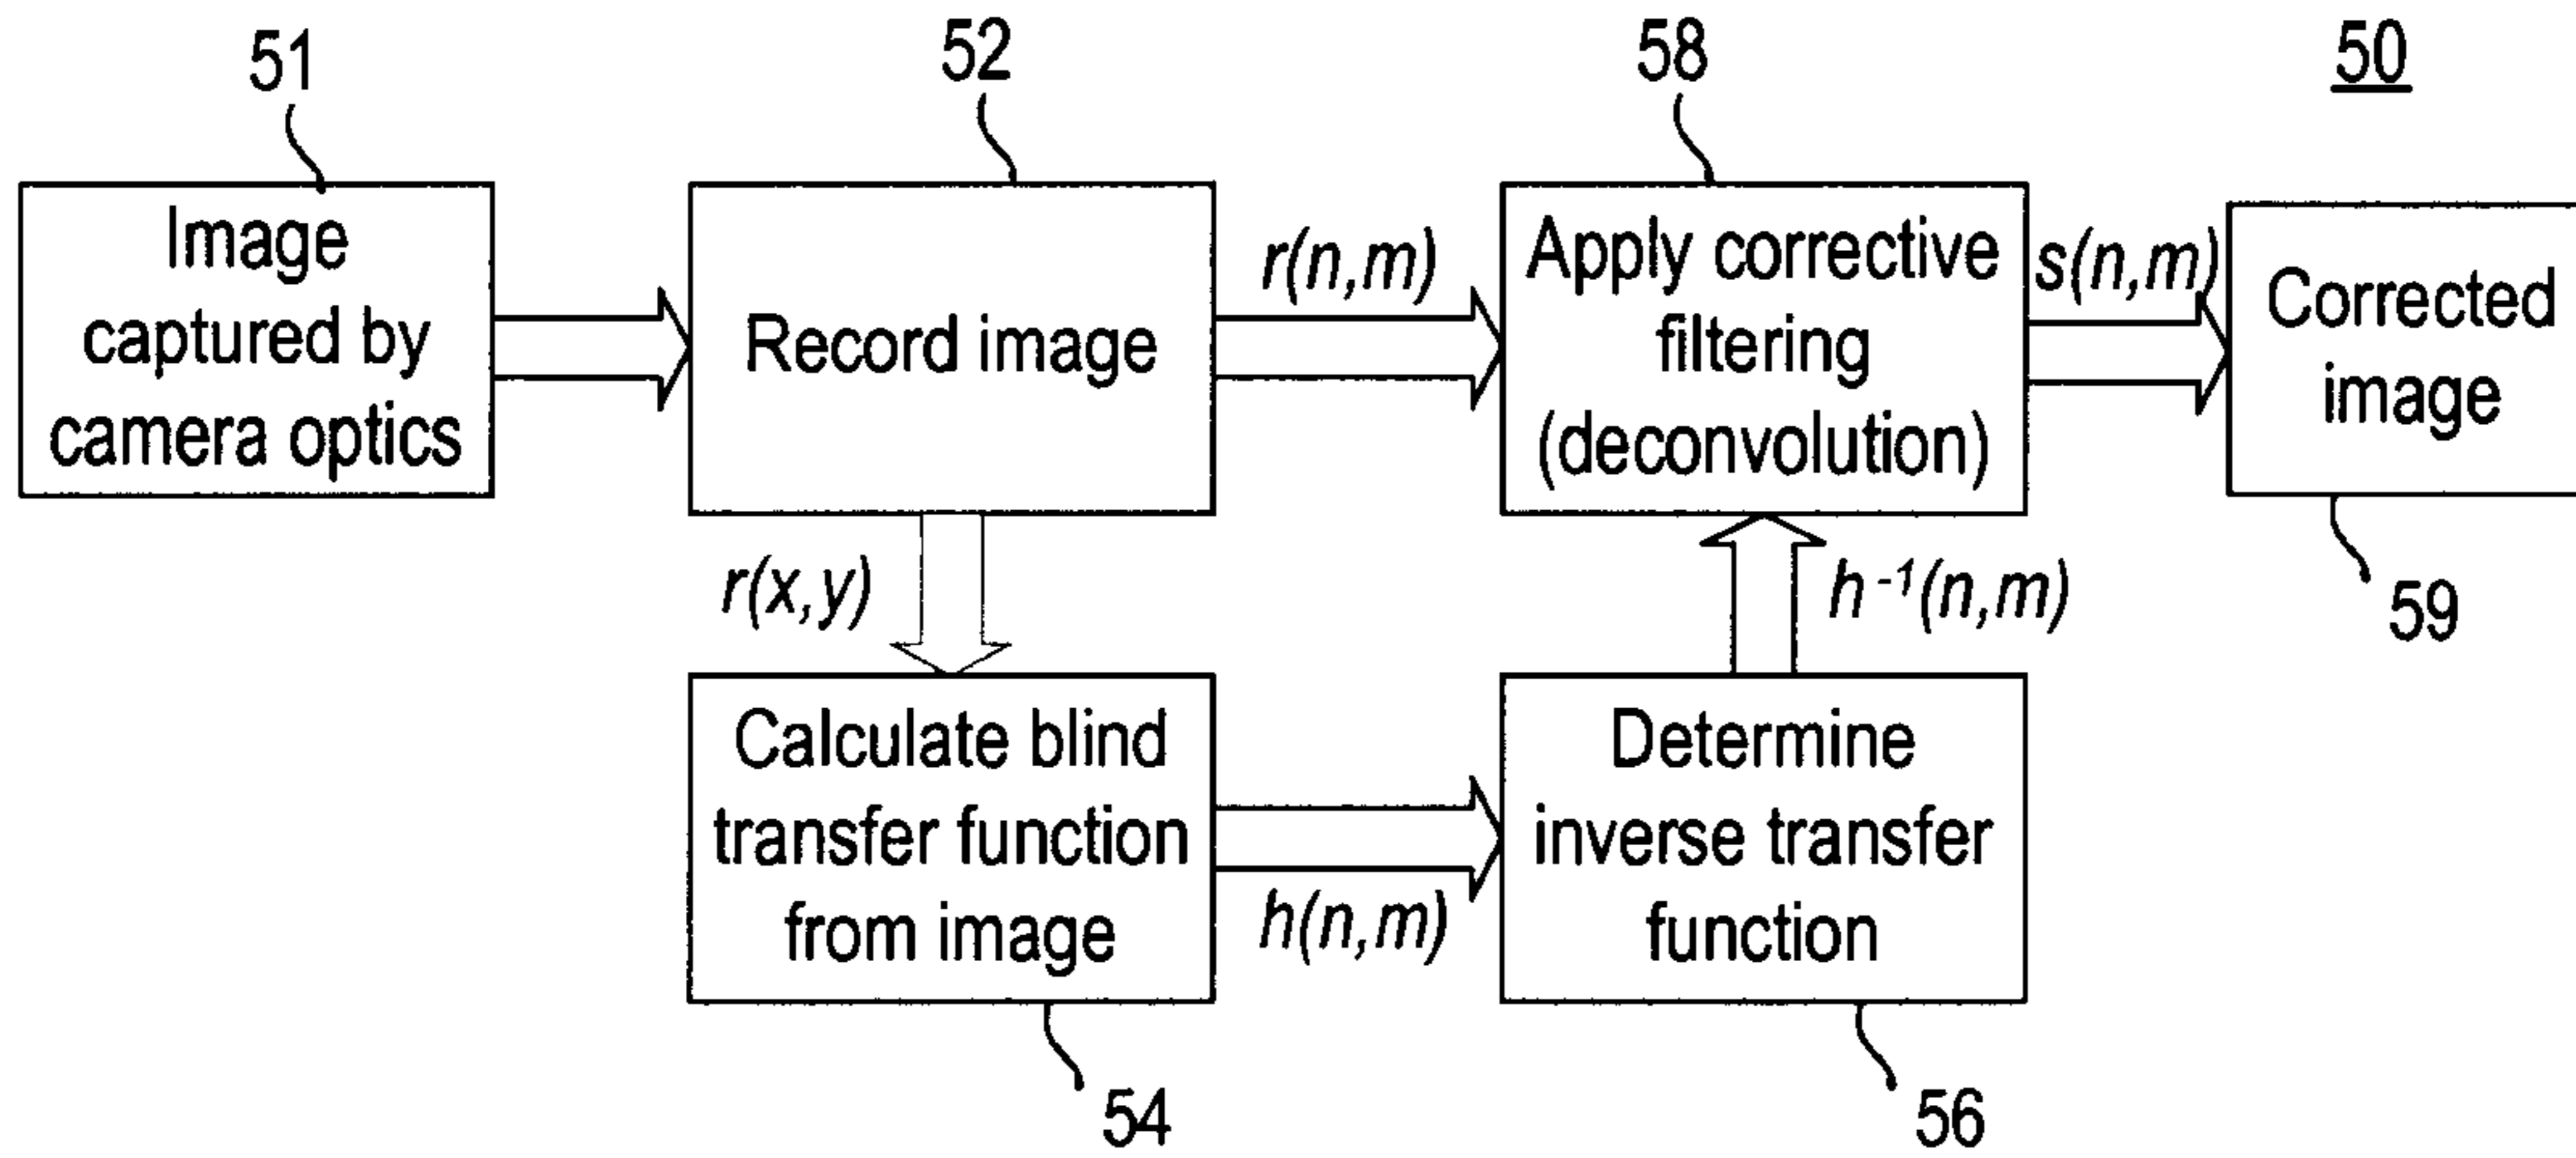 51
52
58
50
Image
captured by
camera optics
Record image
r(n,m)
Apply corrective
filtering
(deconvolution)
s(n,m)
Corrected
image
r(x,y)
h⁻¹(n,m)
59
Calculate blind
transfer function
from image
h(n,m)
Determine
inverse transfer
function
54
56